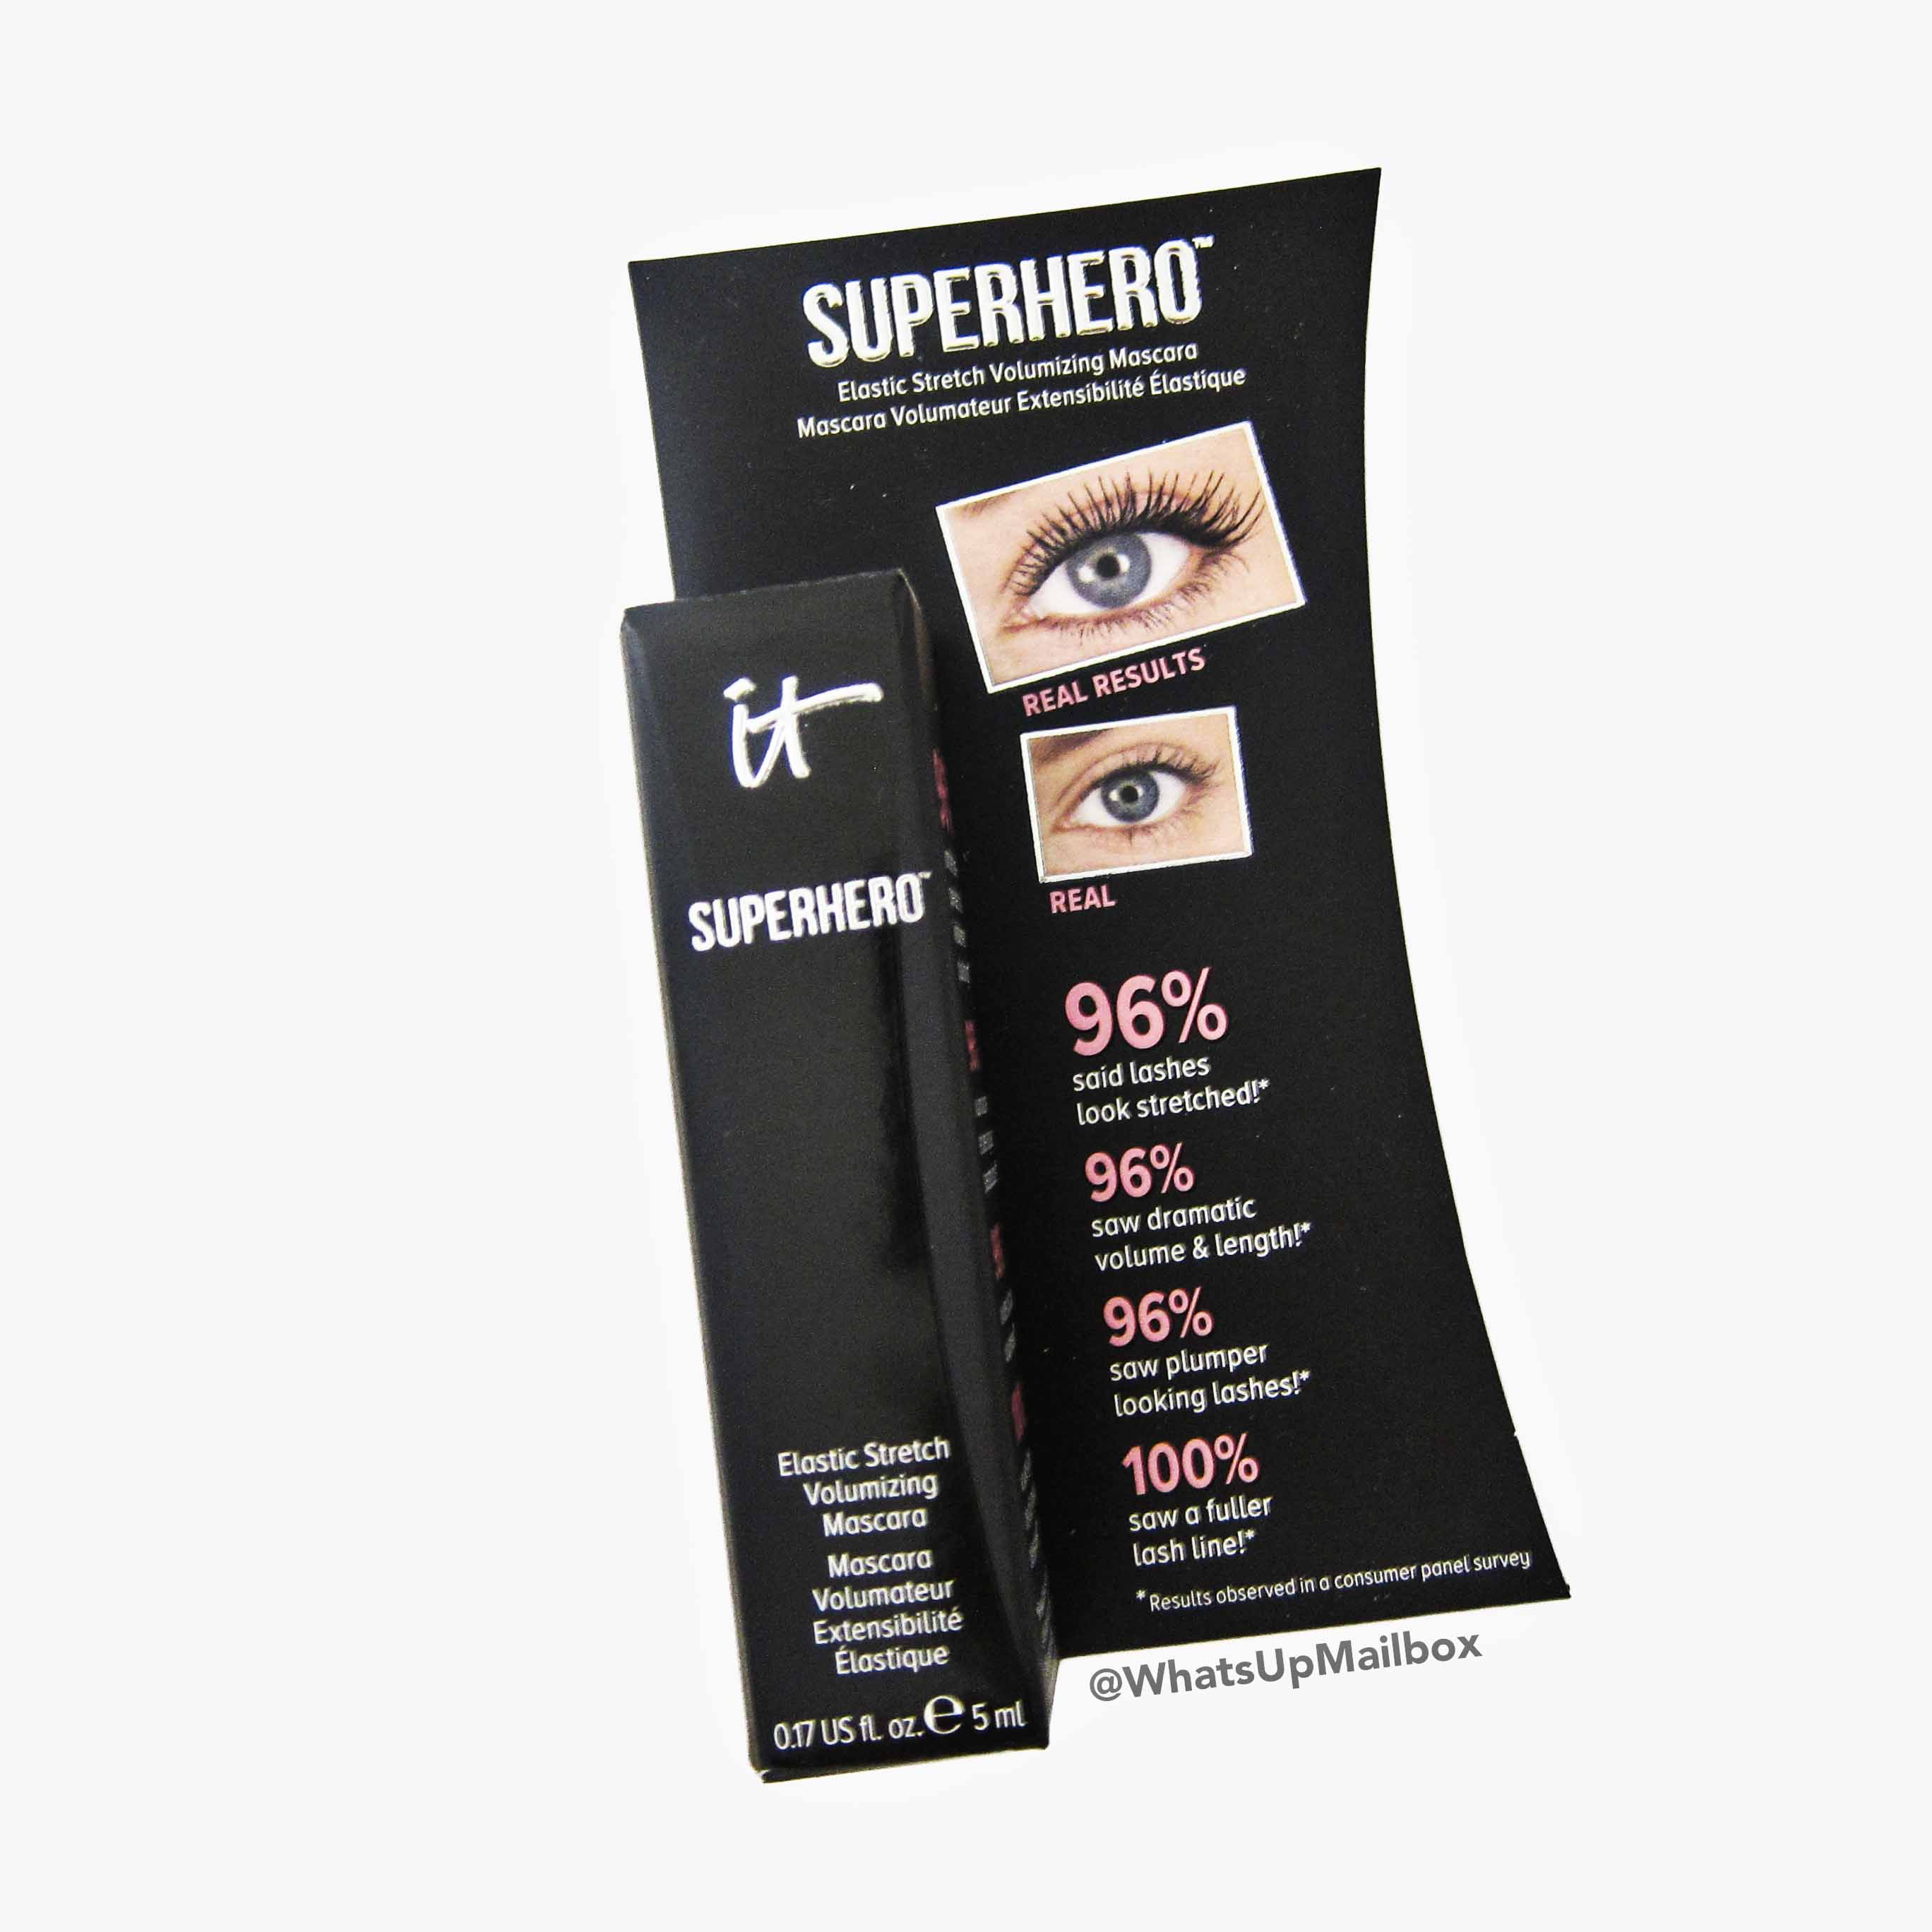 SUPERHERO™
Elastic Stretch Volumizing Mascara
Mascara Volumateur Extensibilité Élastique
REAL RESULTS
REAL
96%
said lashes
look stretched!*
96%
saw dramatic
volume & length!*
96%
saw plumper
looking lashes!*
100%
saw a fuller
lash line!*
* Results observed in a consumer panel survey
it
SUPERHERO™
Elastic Stretch
Volumizing
Mascara
Mascara
Volumateur
Extensibilité
Élastique
0.17 US fl. oz. ℮ 5 ml
@WhatsUpMailbox